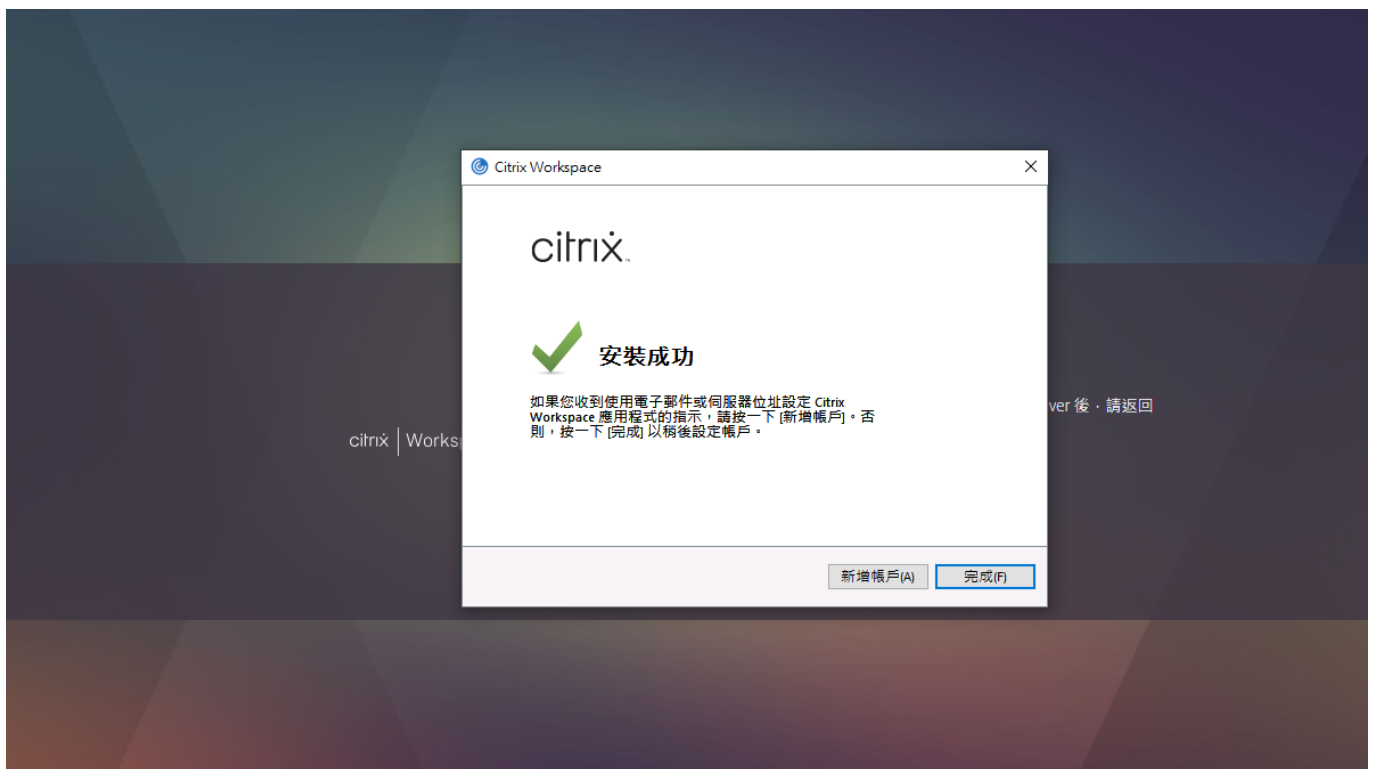 Citrix Workspace
citrix
安裝成功
如果您收到使用電子郵件或伺服器位址設定 Citrix
Workspace 應用程式的指示，請按一下 [新增帳戶]。否
則，按一下 [完成] 以稍後設定帳戶。
ver 後，請返回
citrix | Works
新增帳戶(A)
完成(F)